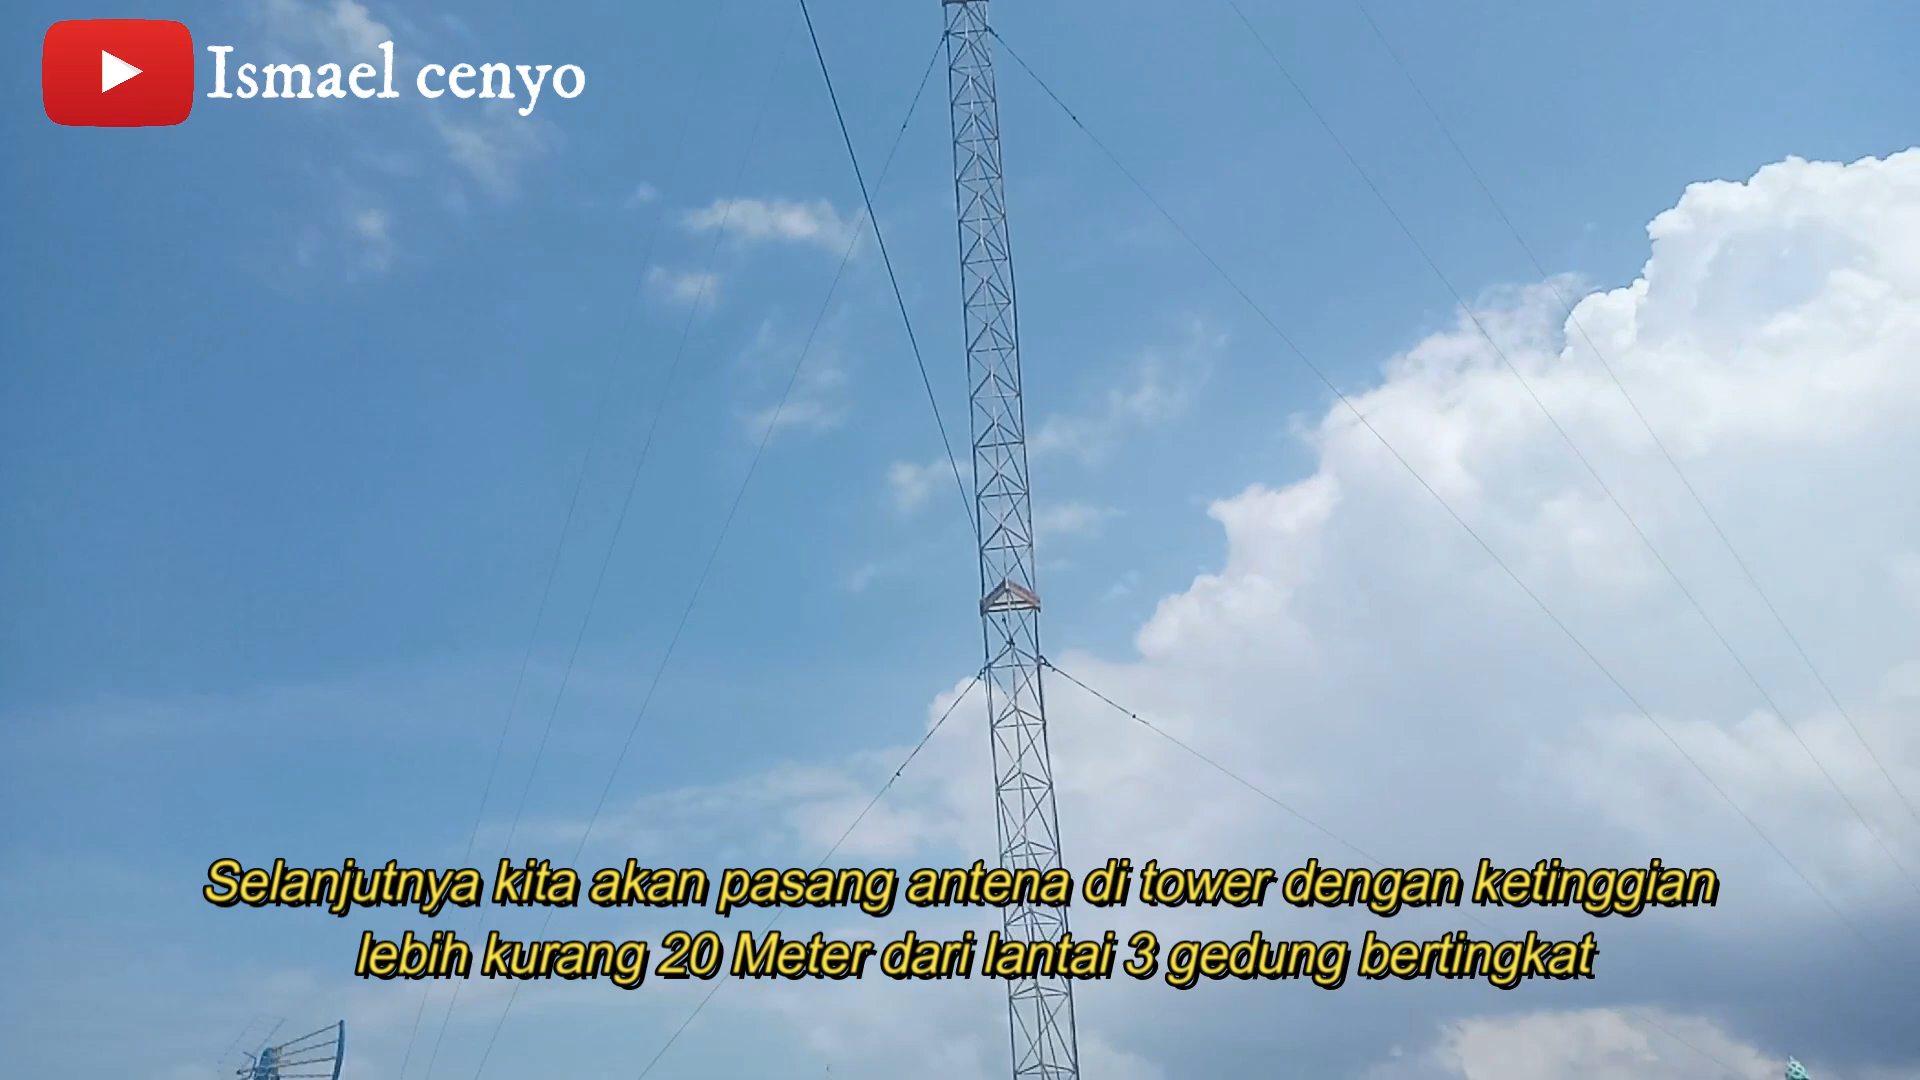 Ismael cenyo
Selanjutnya kita akan pasang antena di tower dengan ketinggian
lebih kurang 20 Meter dari lantai 3 gedung bertingkat